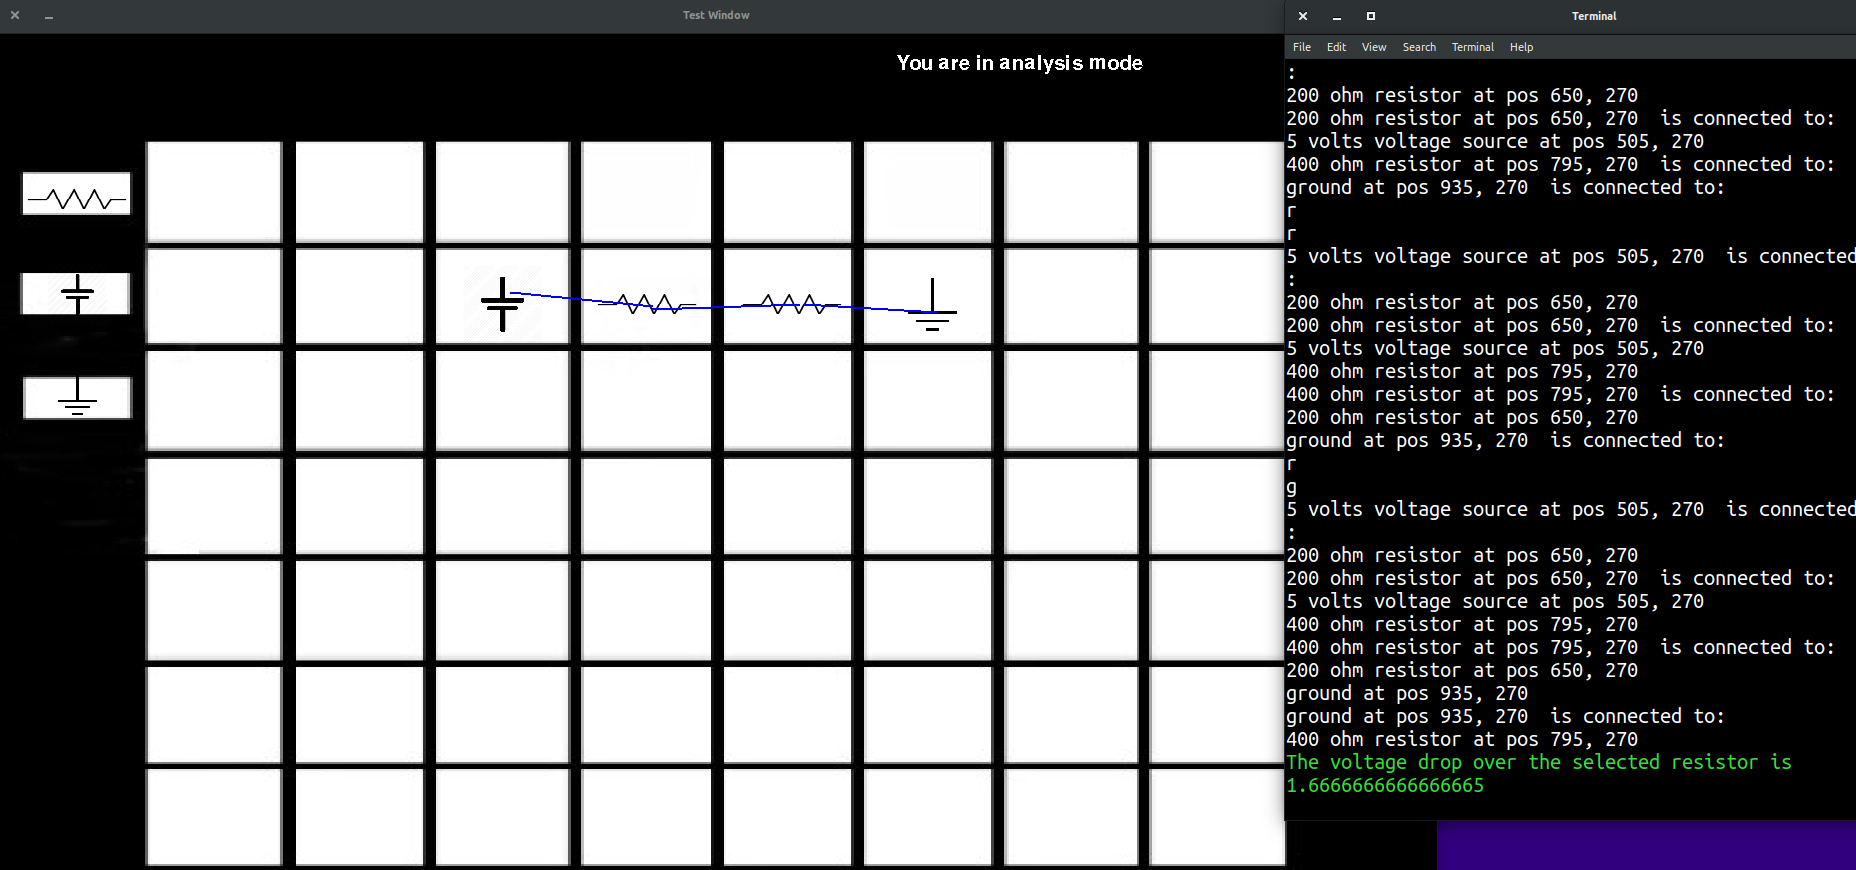 Test Window
You are in analysis mode
Terminal
File Edit View Search Terminal Help
:
200 ohm resistor at pos 650, 270
200 ohm resistor at pos 650, 270  is connected to:
5 volts voltage source at pos 505, 270
400 ohm resistor at pos 795, 270  is connected to:
ground at pos 935, 270  is connected to:
r
r
5 volts voltage source at pos 505, 270  is connected
:
200 ohm resistor at pos 650, 270
200 ohm resistor at pos 650, 270  is connected to:
5 volts voltage source at pos 505, 270
400 ohm resistor at pos 795, 270
400 ohm resistor at pos 795, 270  is connected to:
200 ohm resistor at pos 650, 270
ground at pos 935, 270  is connected to:
r
g
5 volts voltage source at pos 505, 270  is connected
:
200 ohm resistor at pos 650, 270
200 ohm resistor at pos 650, 270  is connected to:
5 volts voltage source at pos 505, 270
400 ohm resistor at pos 795, 270
400 ohm resistor at pos 795, 270  is connected to:
200 ohm resistor at pos 650, 270
ground at pos 935, 270
ground at pos 935, 270  is connected to:
400 ohm resistor at pos 795, 270
The voltage drop over the selected resistor is
1.6666666666666665